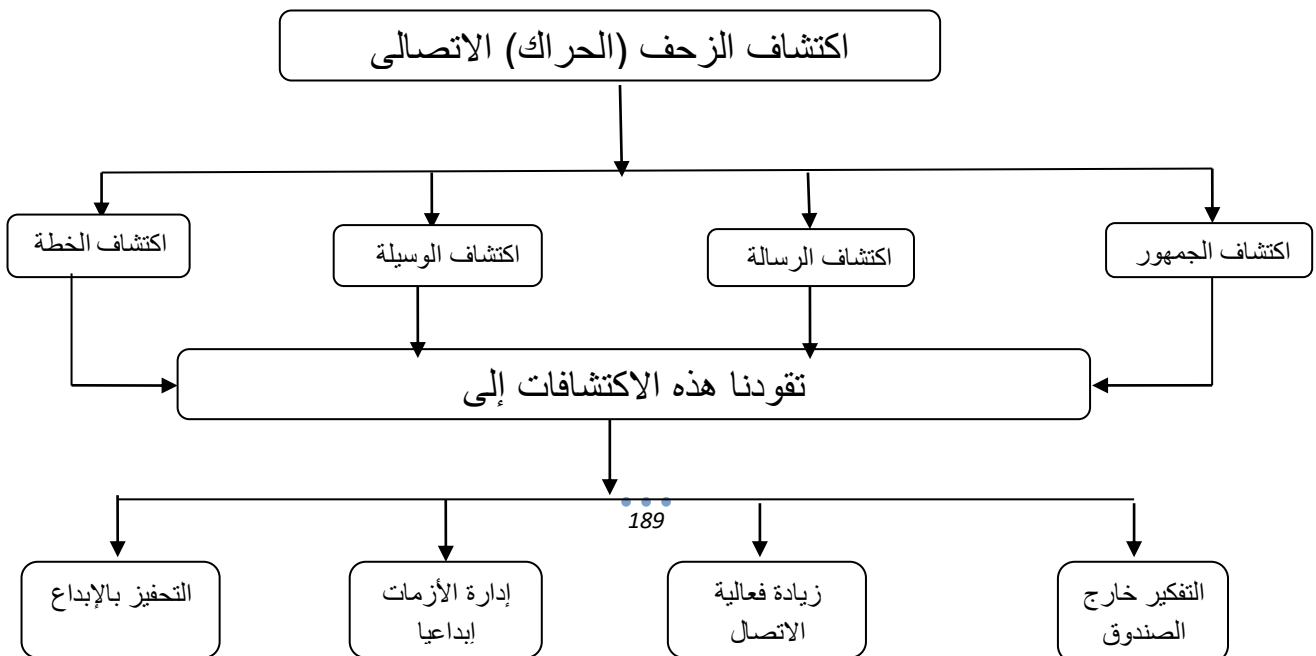 اكتشاف الزحف (الحراك) الاتصالى
اكتشاف الجمهور
اكتشاف الرسالة
اكتشاف الوسيلة
اكتشاف الخطة
تقودنا هذه الاكتشافات إلى
189
التفكير خارج
الصندوق
زيادة فعالية
الاتصال
إدارة الأزمات
إبداعيا
التحفيز بالإبداع